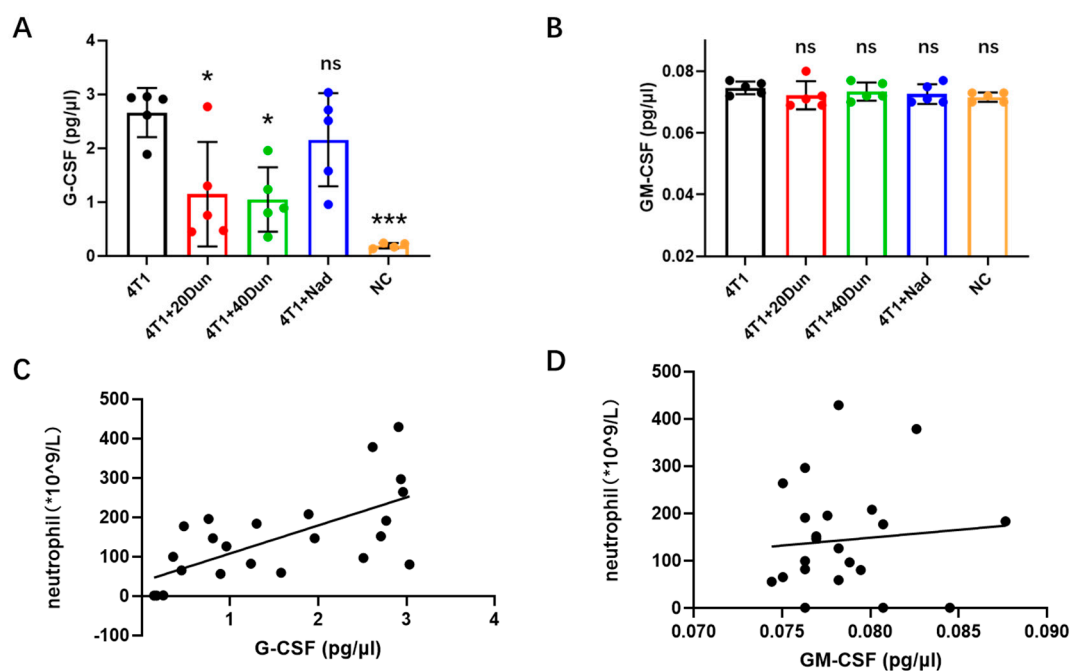 A
4
3
2
1
0
G-CSF (pg/μl)
*
*
ns
***
4T1
4T1+20Dun
4T1+40Dun
4T1+Nad
NC
B
0.08
0.06
0.04
0.02
GM-CSF (pg/μl)
ns
ns
ns
ns
4T1
4T1+20Dun
4T1+40Dun
4T1+Nad
NC
C
500
400
300
200
100
0
-100
neutrophil(*10^9/L)
1
2
3
4
G-CSF (pg/μl)
D
500
400
300
200
100
0
neutrophil(*10^9/L)
0.070
0.075
0.080
0.085
0.090
GM-CSF (pg/μl)